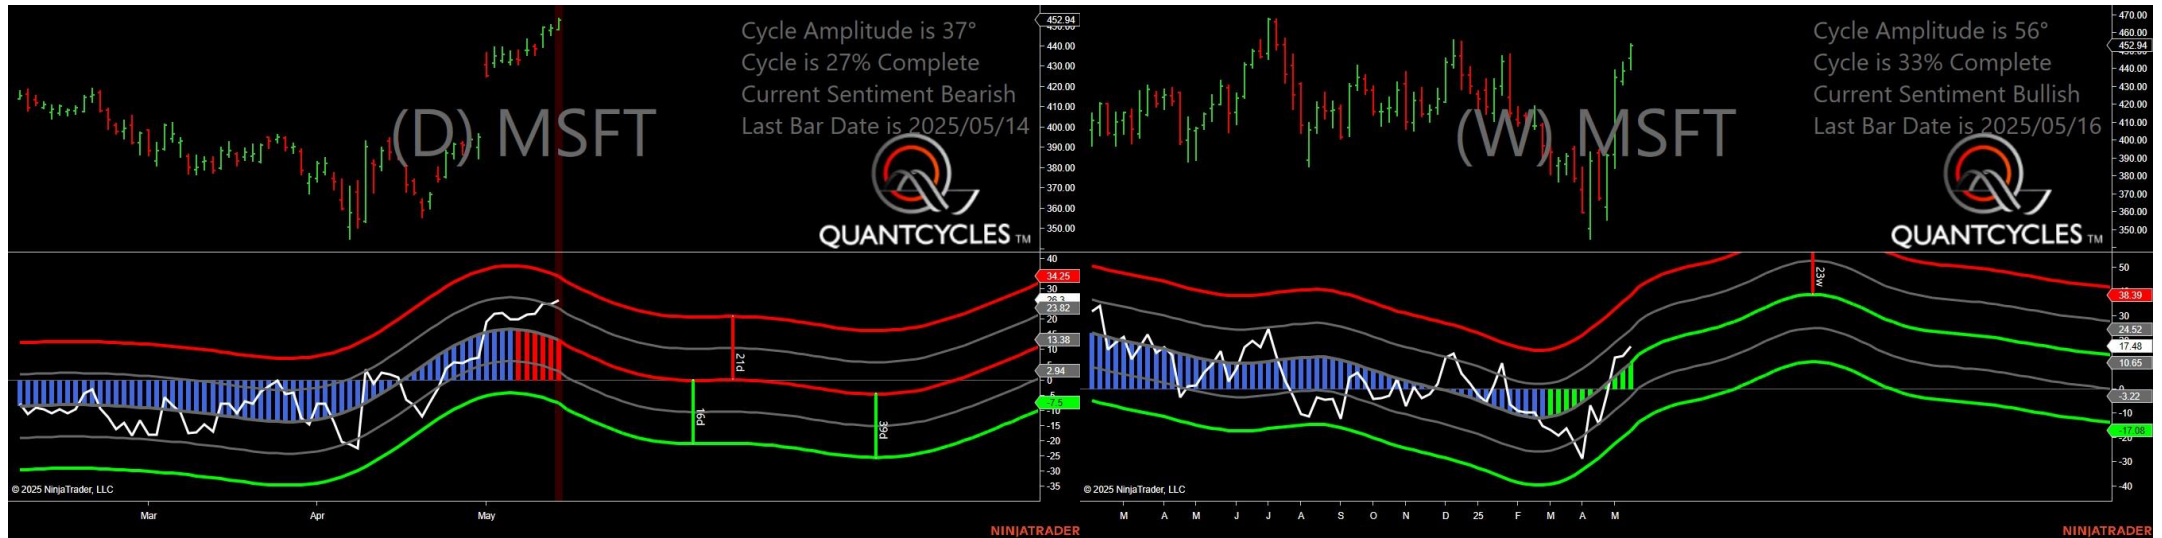 Cycle Amplitude is 37°
Cycle is 27% Complete
Current Sentiment Bearish
Last Bar Date is 2025/05/14
(D) MSFT
QUANTCYCLES TM
452.94
440.00
430.00
420.00
410.00
400.00
390.00
380.00
370.00
360.00
350.00
40
34.25
30
26.3
23.82
20
13.38
10
5
2.94
0
-7.5
-10
-15
-20
-25
-30
-35
21d
16d
39d
© 2025 NinjaTrader, LLC
Mar
Apr
May
NINJATRADER
Cycle Amplitude is 56°
Cycle is 33% Complete
Current Sentiment Bullish
Last Bar Date is 2025/05/16
(W) MSFT
QUANTCYCLES TM
470.00
460.00
452.94
440.00
430.00
420.00
410.00
400.00
390.00
380.00
370.00
360.00
350.00
50
38.39
30
24.52
17.48
10.65
0
-3.22
-10
-17.08
-30
-40
23w
© 2025 NinjaTrader, LLC
M
A
M
J
J
A
S
O
N
D
25
F
M
A
M
NINJATRADER